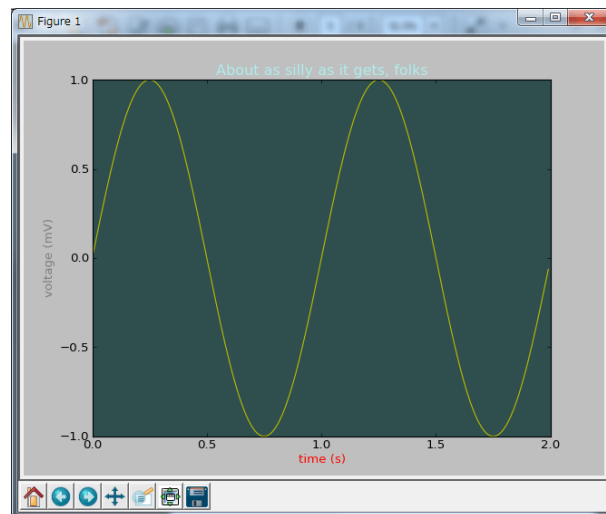 Figure 1
About as silly as it gets, folks
1.0
0.5
0.0
−0.5
−1.0
voltage (mV)
0.0 0.5 1.0 1.5 2.0
time (s)